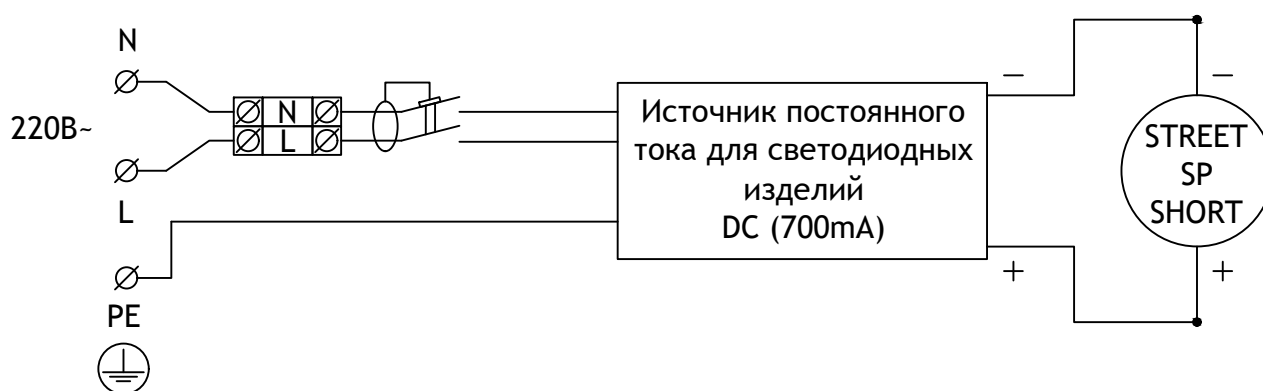 N
220В~
L
PE
N
L
Источник постоянного
тока для светодиодных
изделий
DC (700mA)
−
+
−
STREET
SP
SHORT
+